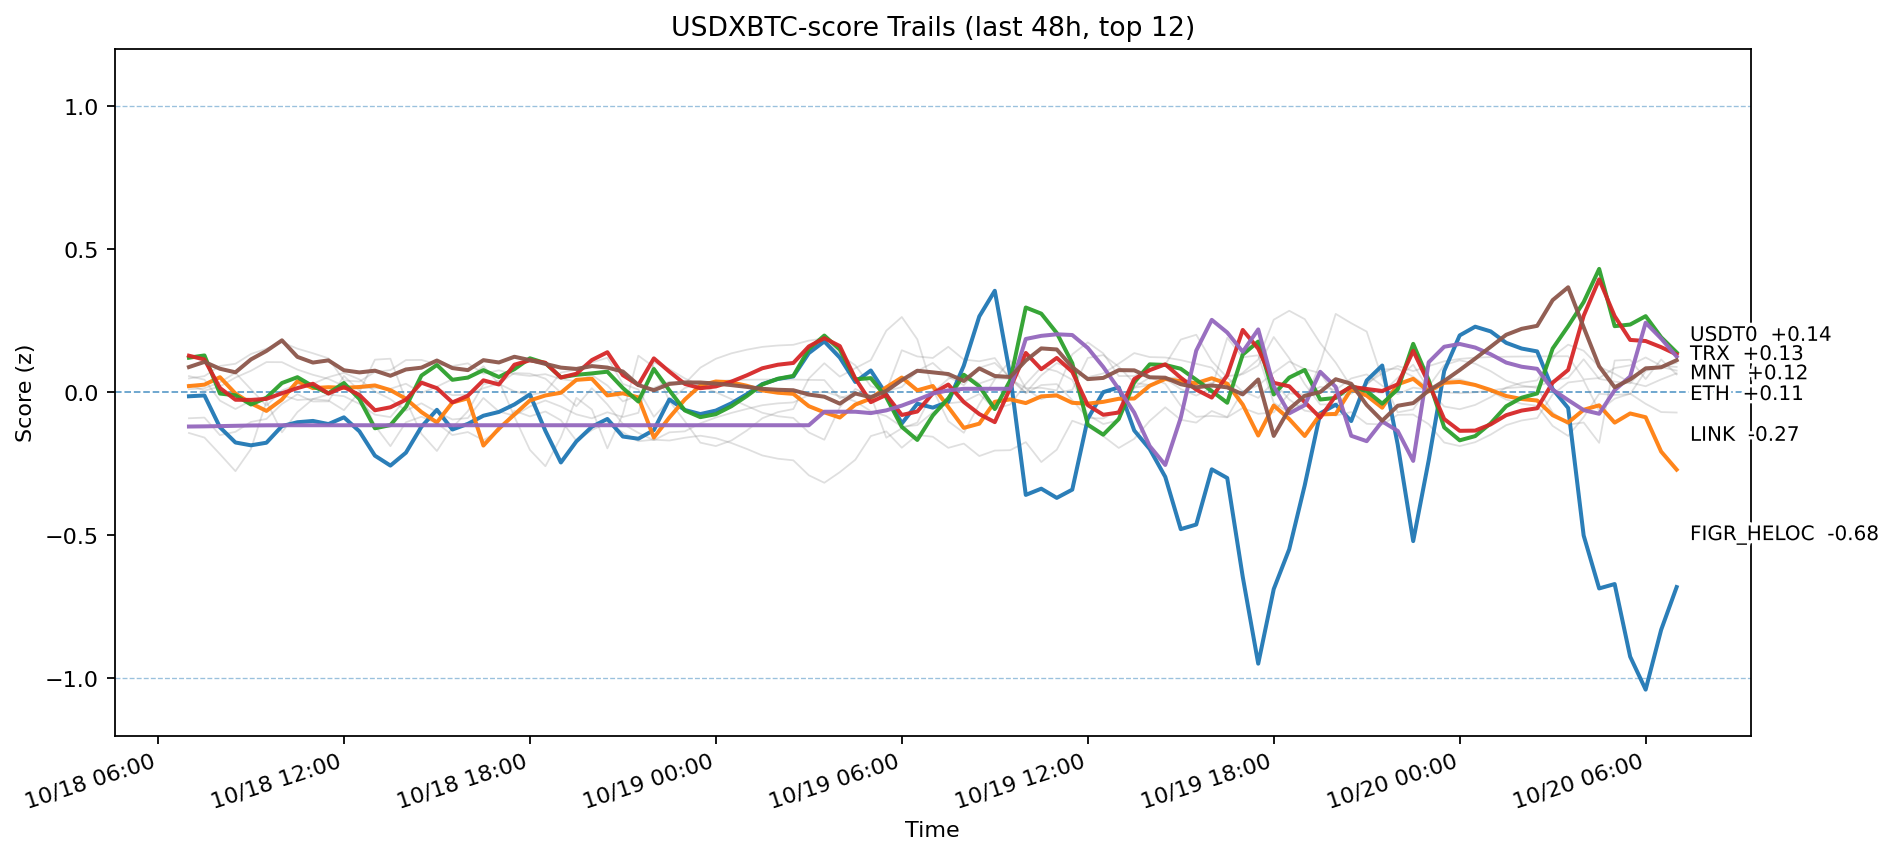 USDXBTC-score Trails (last 48h, top 12)
Score (z)
1.0
0.5
0.0
−0.5
−1.0
USDT0 +0.14
TRX +0.13
MNT +0.12
ETH +0.11
LINK -0.27
FIGR_HELOC -0.68
10/18 06:00
10/18 12:00
10/18 18:00
10/19 00:00
10/19 06:00
10/19 12:00
10/19 18:00
10/20 00:00
10/20 06:00
Time